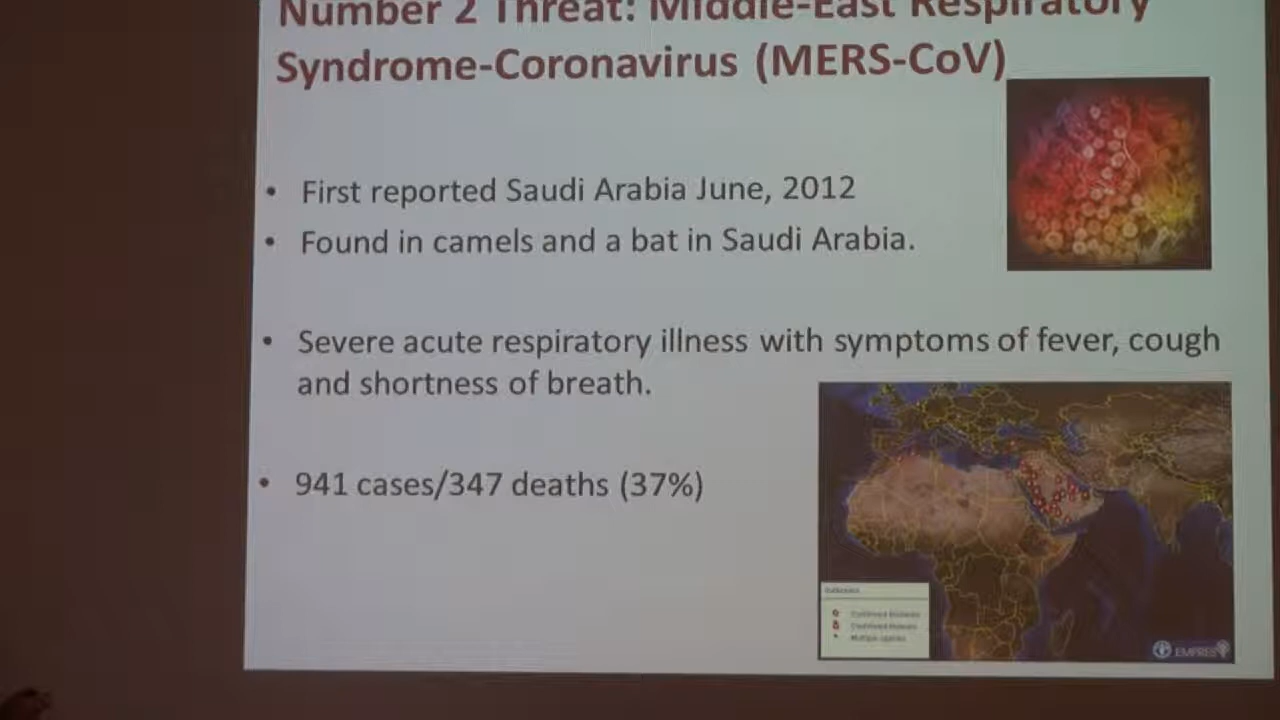 Number 2 Threat: Middle-East Respiratory
Syndrome-Coronavirus (MERS-CoV)
• First reported Saudi Arabia June, 2012
• Found in camels and a bat in Saudi Arabia.
• Severe acute respiratory illness with symptoms of fever, cough
and shortness of breath.
• 941 cases/347 deaths (37%)
EMPRES